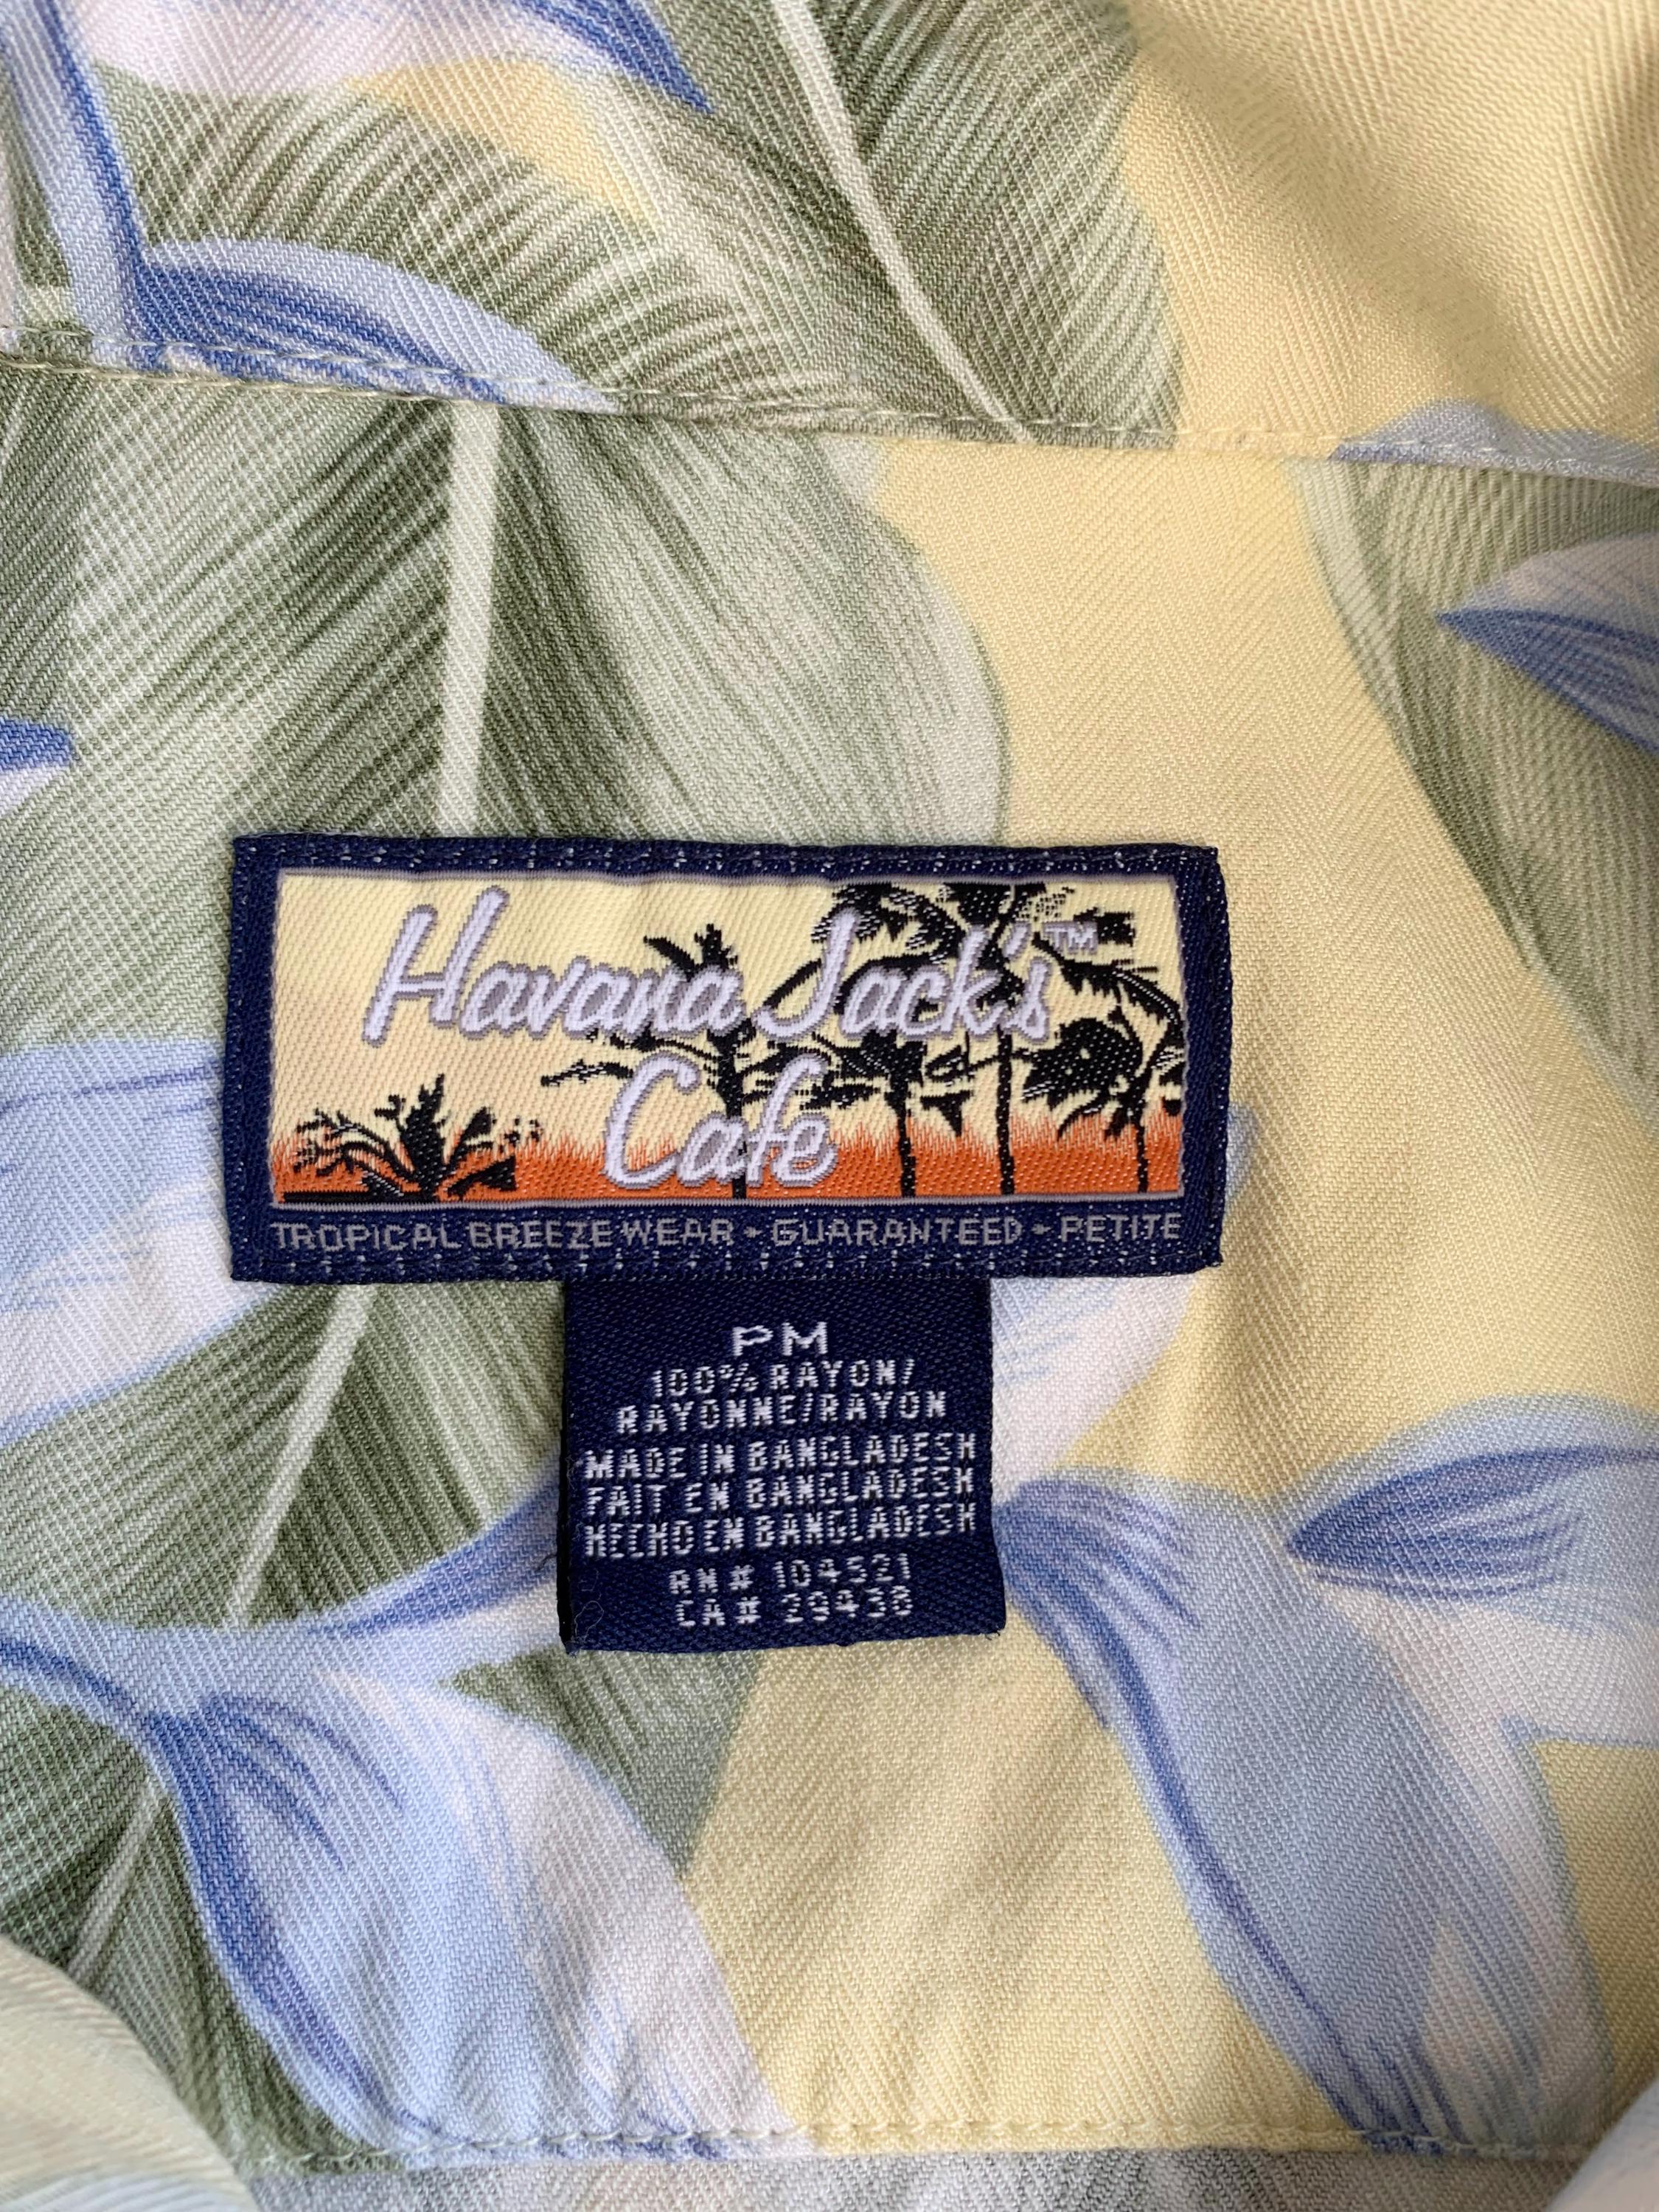 Havana Jack's™
Cafe
TROPICAL BREEZE WEAR • GUARANTEED • PETITE
PM
100% RAYON/
RAYONNE/RAYON
MADE IN BANGLADESH
FAIT EN BANGLADESH
HECHO EN BANGLADESH
RN# 104521
CA# 29438